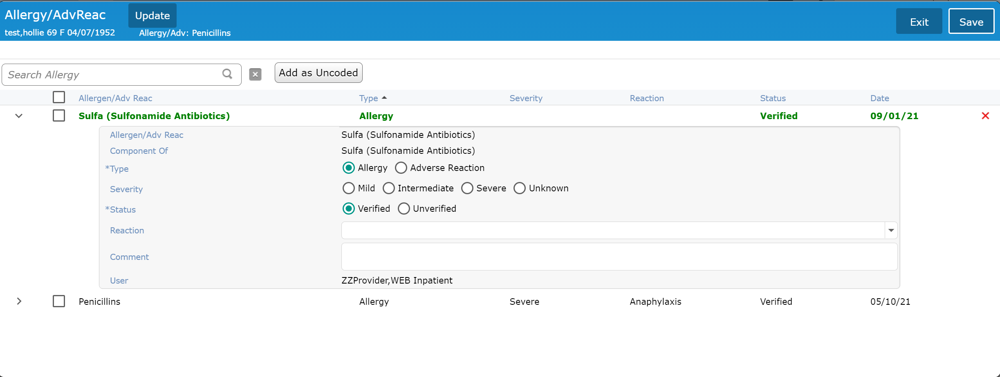 Allergy/AdvReac Update
test,hollie 69 F 04/07/1952 Allergy/Adv: Penicillins
Exit Save
Search Allergy Add as Uncoded
Allergen/Adv Reac Type Severity Reaction Status Date
Sulfa (Sulfonamide Antibiotics) Allergy Verified 09/01/21
Allergen/Adv Reac Sulfa (Sulfonamide Antibiotics)
Component Of Sulfa (Sulfonamide Antibiotics)
*Type Allergy Adverse Reaction
Severity Mild Intermediate Severe Unknown
*Status Verified Unverified
Reaction
Comment
User ZZProvider,WEB Inpatient
Penicillins Allergy Severe Anaphylaxis Verified 05/10/21